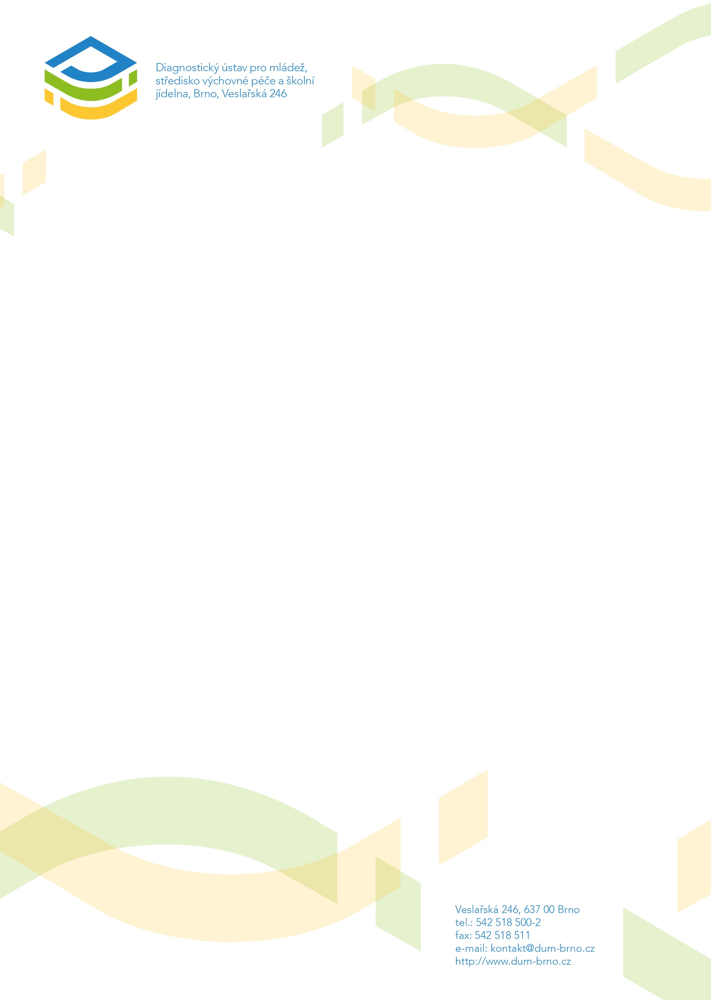 Diagnostický ústav pro mládež,
středisko výchovné péče a školní
jídelna, Brno, Veslařská 246
Veslařská 246, 637 00 Brno
tel.: 542 518 500-2
fax: 542 518 511
e-mail: kontakt@dum-brno.cz
http://www.dum-brno.cz